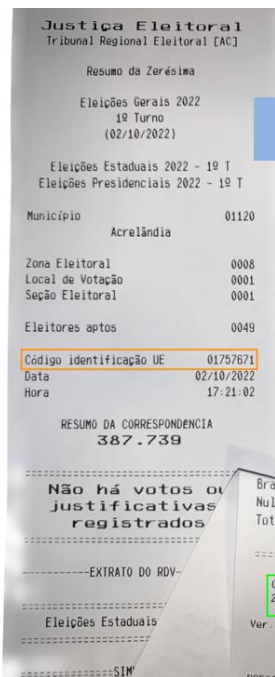 Justiça Eleitoral
Tribunal Regional Eleitoral [AC]
Resumo da Zerésima
Eleições Gerais 2022
1º Turno
(02/10/2022)
Eleições Estaduais 2022 - 1º T
Eleições Presidenciais 2022 - 1º T
Município 01120
Acrelândia
Zona Eleitoral 0008
Local de Votação 0001
Seção Eleitoral 0001
Eleitores aptos 0049
Código identificação UE 01757671
Data 02/10/2022
Hora 17:21:02
RESUMO DA CORRESPONDENCIA
387.739
Não há votos ou
justificativas
registrados
EXTRATO DO RDV
Eleições Estaduais
Bra
Nul
Tot
Ver